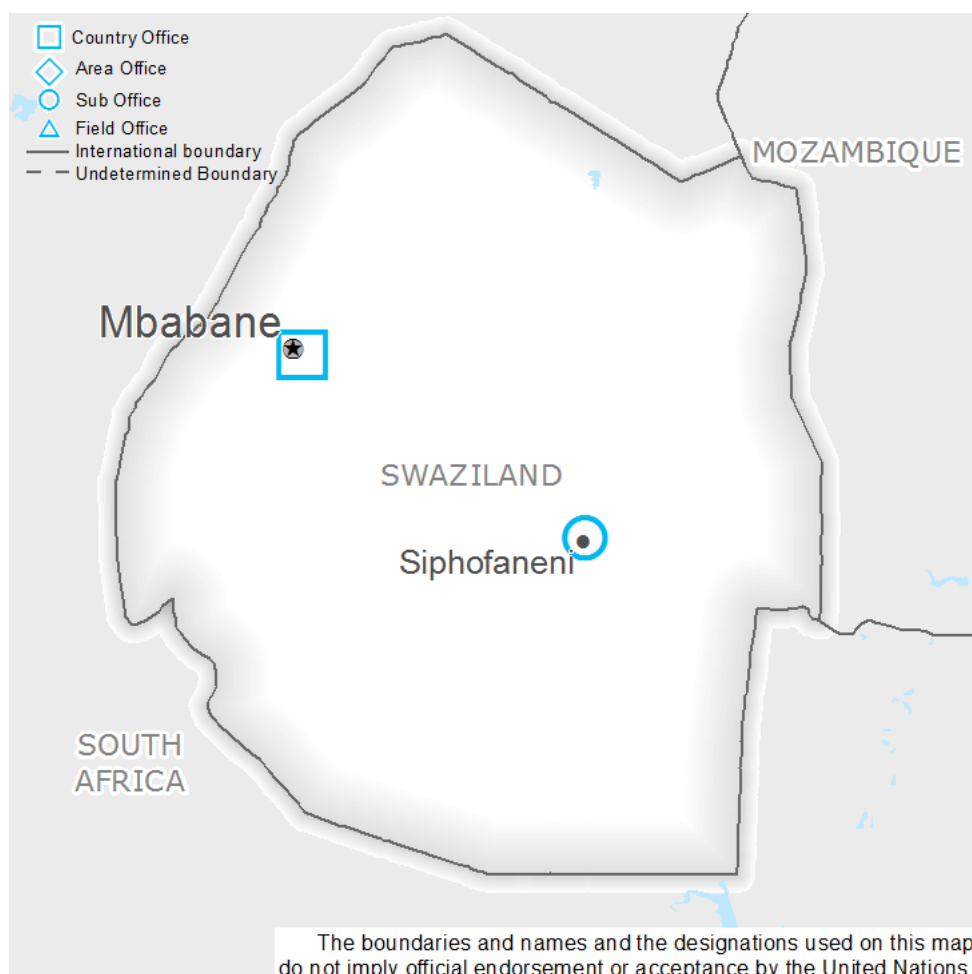 Country Office
Area Office
Sub Office
Field Office
International boundary
Undetermined Boundary
MOZAMBIQUE
Mbabane
SWAZILAND
Siphofaneni
SOUTH
AFRICA
The boundaries and names and the designations used on this map
do not imply official endorsement or acceptance by the United Nations